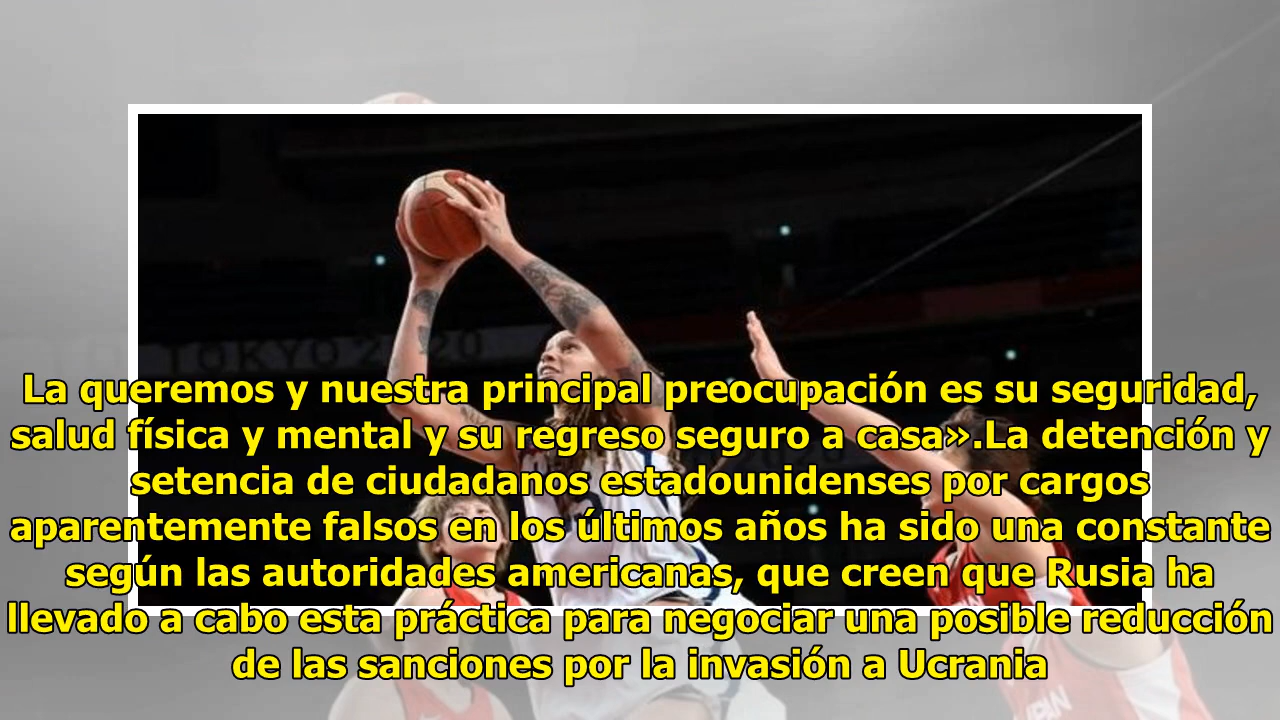 TOKYO 2020
La queremos y nuestra principal preocupación es su seguridad,
salud física y mental y su regreso seguro a casa».La detención y
setencia de ciudadanos estadounidenses por cargos
aparentemente falsos en los últimos años ha sido una constante
según las autoridades americanas, que creen que Rusia ha
llevado a cabo esta práctica para negociar una posible reducción
de las sanciones por la invasión a Ucrania
JAPAN